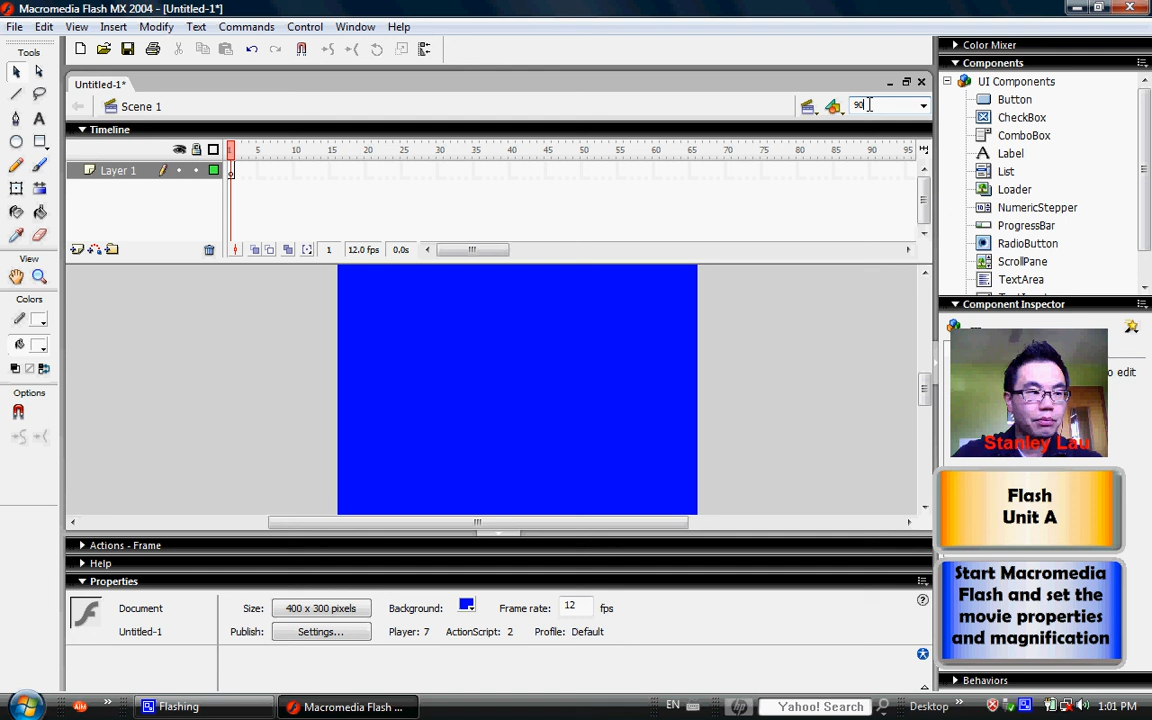 Macromedia Flash MX 2004 - [Untitled-1*]
File Edit View Insert Modify Text Commands Control Window Help
Tools
Untitled-1*
Scene 1
90
Timeline
1 5 10 15 20 25 30 35 40 45 50 55 60 65 70 75 80 85 90 95
Layer 1
1 12.0 fps 0.0s
View
Colors
Options
Color Mixer
Components
UI Components
Button
CheckBox
ComboBox
Label
List
Loader
NumericStepper
ProgressBar
RadioButton
ScrollPane
TextArea
Component Inspector
o edit
Stanley Lau
Flash
Unit A
Start Macromedia
Flash and set the
movie properties
and magnification
Behaviors
Actions - Frame
Help
Properties
Document
Untitled-1
Size: 400 x 300 pixels Background: Frame rate: 12 fps
Publish: Settings... Player: 7 ActionScript: 2 Profile: Default
Flashing
Macromedia Flash ...
EN
Yahoo! Search
Desktop
1:01 PM